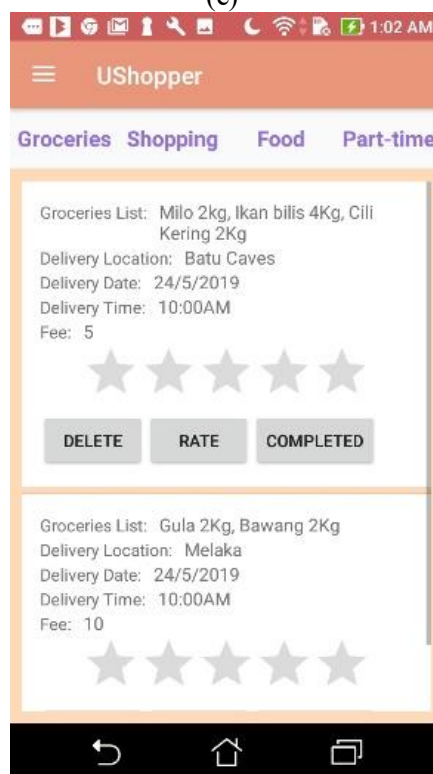 (c)
1:02 AM
UShopper
Groceries Shopping Food Part-time
Groceries List: Milo 2kg, Ikan bilis 4Kg, Cili
Kering 2Kg
Delivery Location: Batu Caves
Delivery Date: 24/5/2019
Delivery Time: 10:00AM
Fee: 5
DELETE RATE COMPLETED
Groceries List: Gula 2Kg, Bawang 2Kg
Delivery Location: Melaka
Delivery Date: 24/5/2019
Delivery Time: 10:00AM
Fee: 10